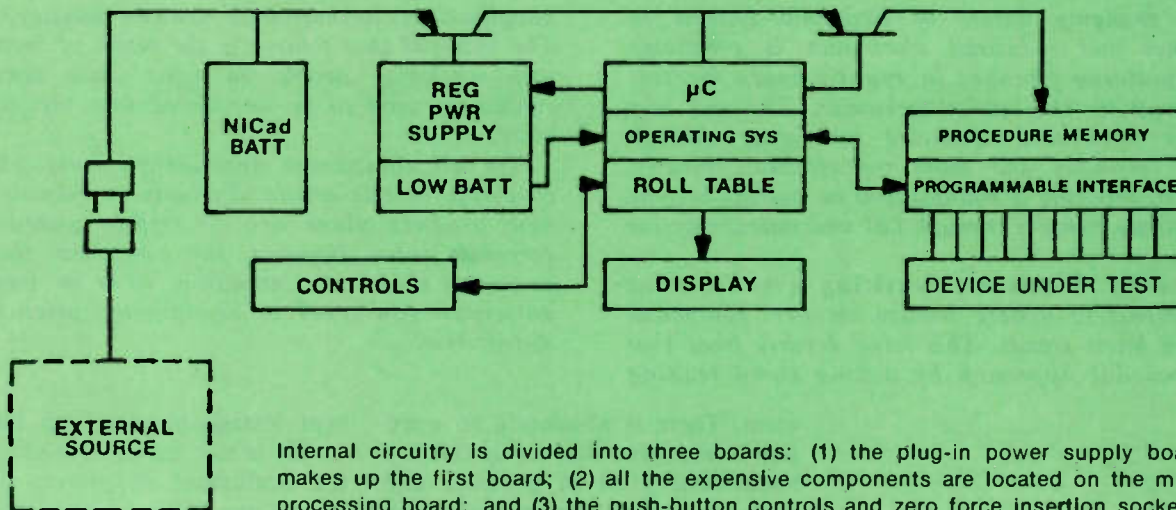 NiCad
BATT
REG
PWR
SUPPLY
LOW BATT
µC
OPERATING SYS
ROLL TABLE
PROCEDURE MEMORY
PROGRAMMABLE INTERFACE
CONTROLS
DISPLAY
DEVICE UNDER TEST
EXTERNAL
SOURCE
Internal circuitry is divided into three boards: (1) the plug-in power supply boa
makes up the first board; (2) all the expensive components are located on the m
processing board; and (3) the push-button controls and zero force insertion socke